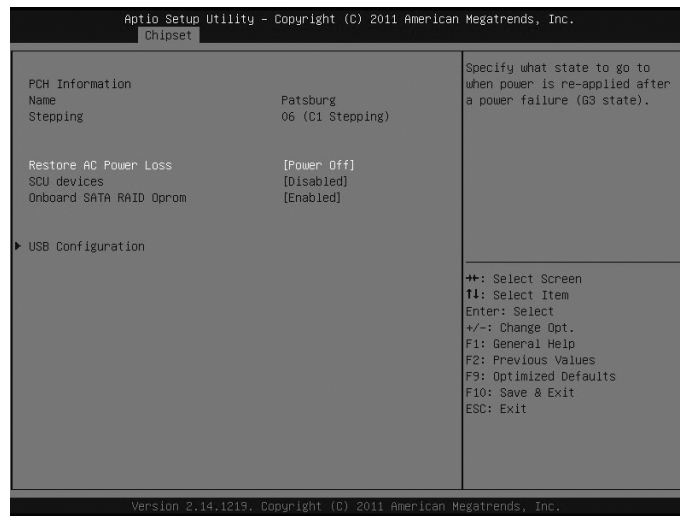 Aptio Setup Utility – Copyright (C) 2011 American Megatrends, Inc.
Chipset
PCH Information
Name Patsburg
Stepping 06 (C1 Stepping)
Restore AC Power Loss [Power Off]
SCU devices [Disabled]
Onboard SATA RAID Oprom [Enabled]
▶ USB Configuration
Specify what state to go to
when power is re-applied after
a power failure (G3 state).
→←: Select Screen
↑↓: Select Item
Enter: Select
+/-: Change Opt.
F1: General Help
F2: Previous Values
F9: Optimized Defaults
F10: Save & Exit
ESC: Exit
Version 2.14.1219. Copyright (C) 2011 American Megatrends, Inc.